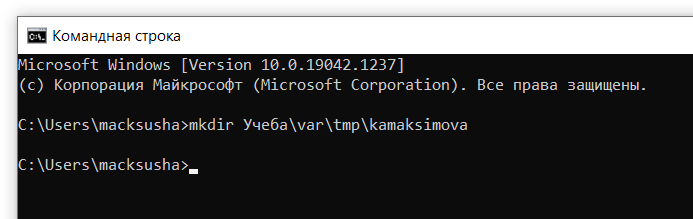 Командная строка
Microsoft Windows [Version 10.0.19042.1237]
(c) Корпорация Майкрософт (Microsoft Corporation). Все права защищены.
C:\Users\macksusha>mkdir Учеба\var\tmp\kamaksimova
C:\Users\macksusha>